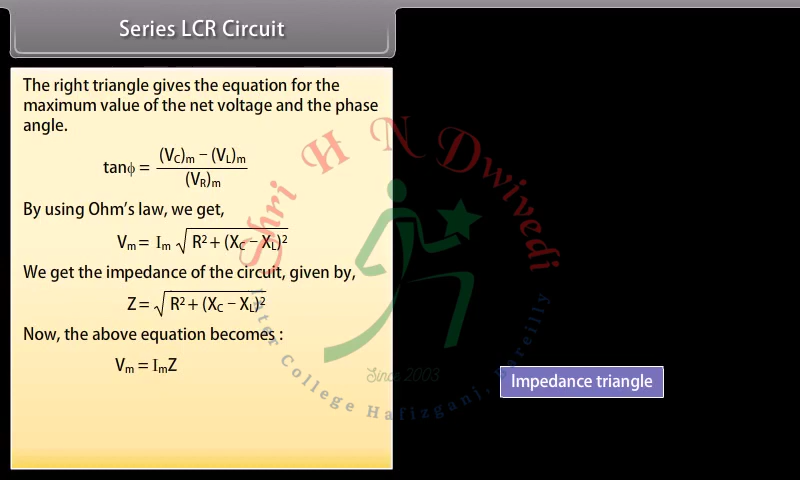 Series LCR Circuit
The right triangle gives the equation for the
maximum value of the net voltage and the phase
angle.
tanϕ = (V_C)_m − (V_L)_m / (V_R)_m
By using Ohm's law, we get,
V_m = I_m √R² + (X_C − X_L)²
We get the impedance of the circuit, given by,
Z = √R² + (X_C − X_L)²
Now, the above equation becomes :
V_m = I_mZ
Impedance triangle
Shri H N Dwivedi
Since 2003
Inter College Hafizganj, Bareilly